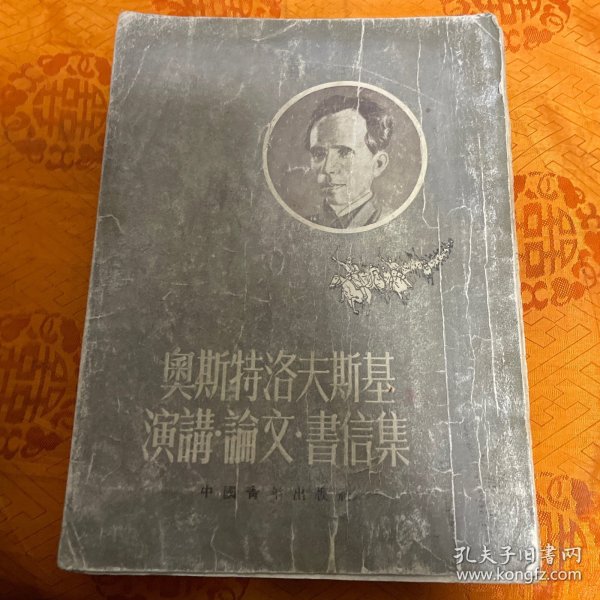 奧斯特洛夫斯基
演講·論文·書信集
中國青年出版社
孔夫子旧书网
www.kongfz.com